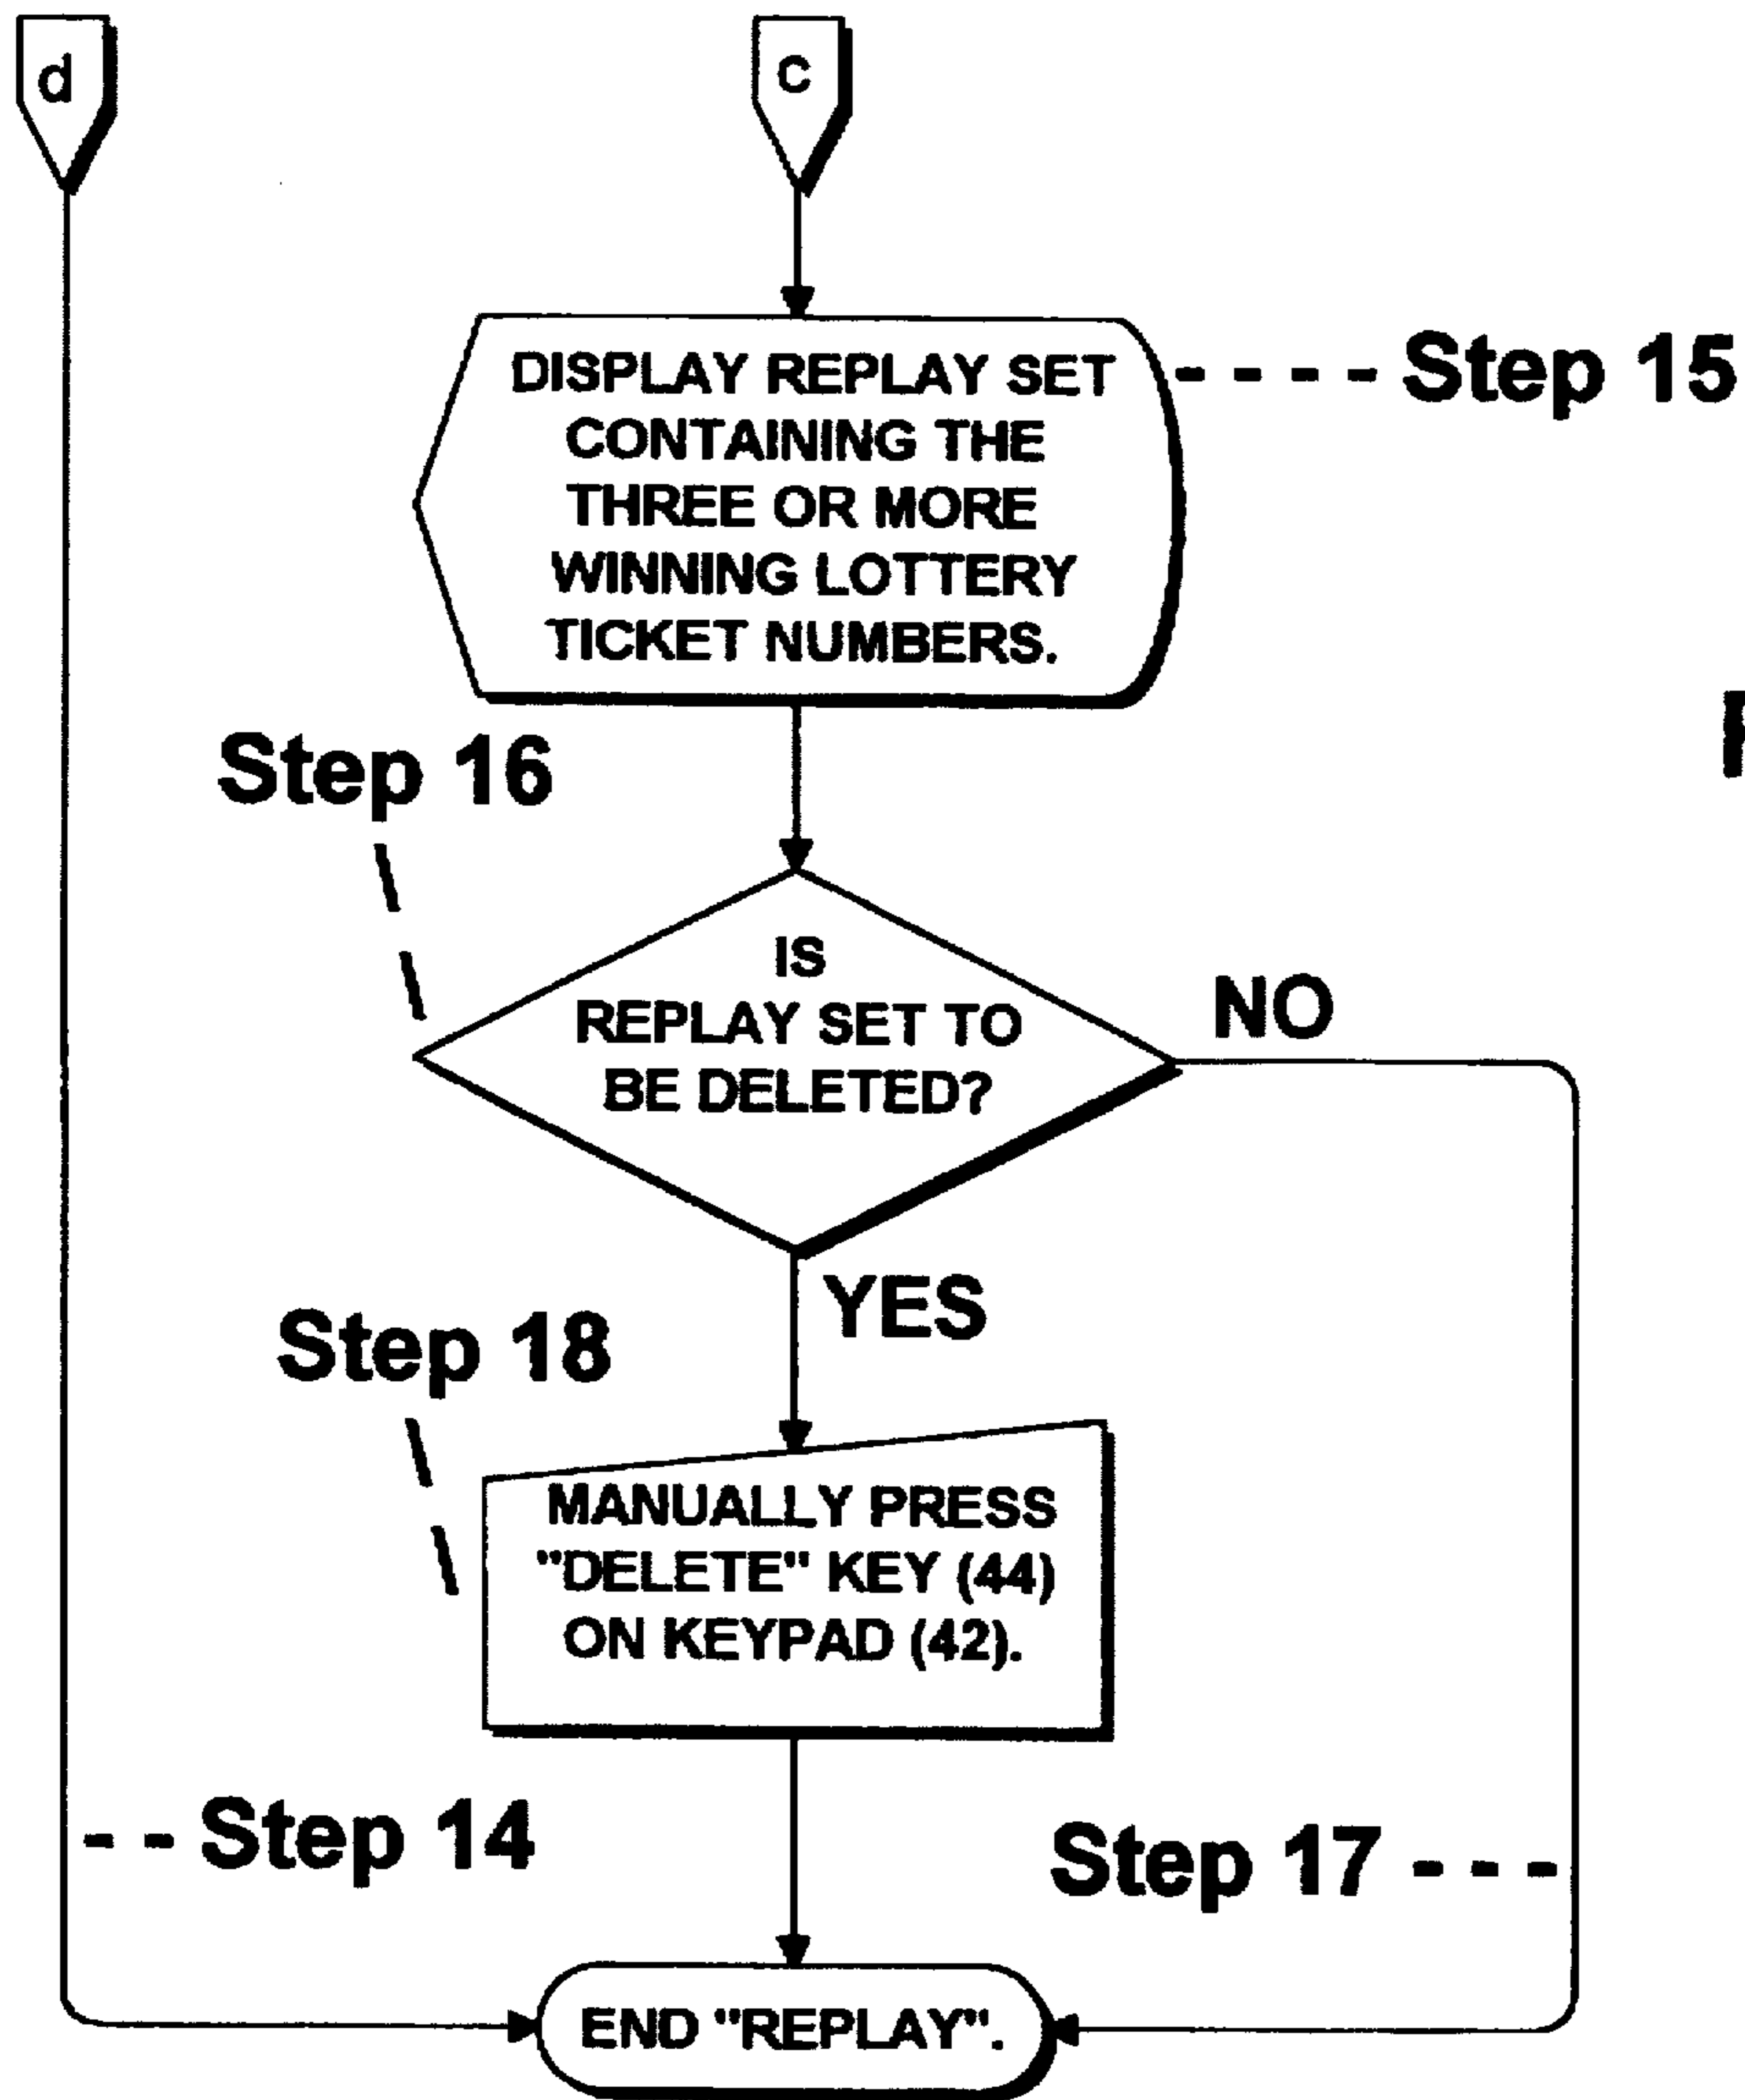 d
c
DISPLAY REPLAY SET
CONTAINING THE
THREE OR MORE
WINNING LOTTERY
TICKET NUMBERS.
Step 15
Step 16
IS
REPLAY SET TO
BE DELETED?
NO
YES
Step 18
MANUALLY PRESS
"DELETE" KEY (44)
ON KEYPAD (42).
Step 14
Step 17
END "REPLAY".